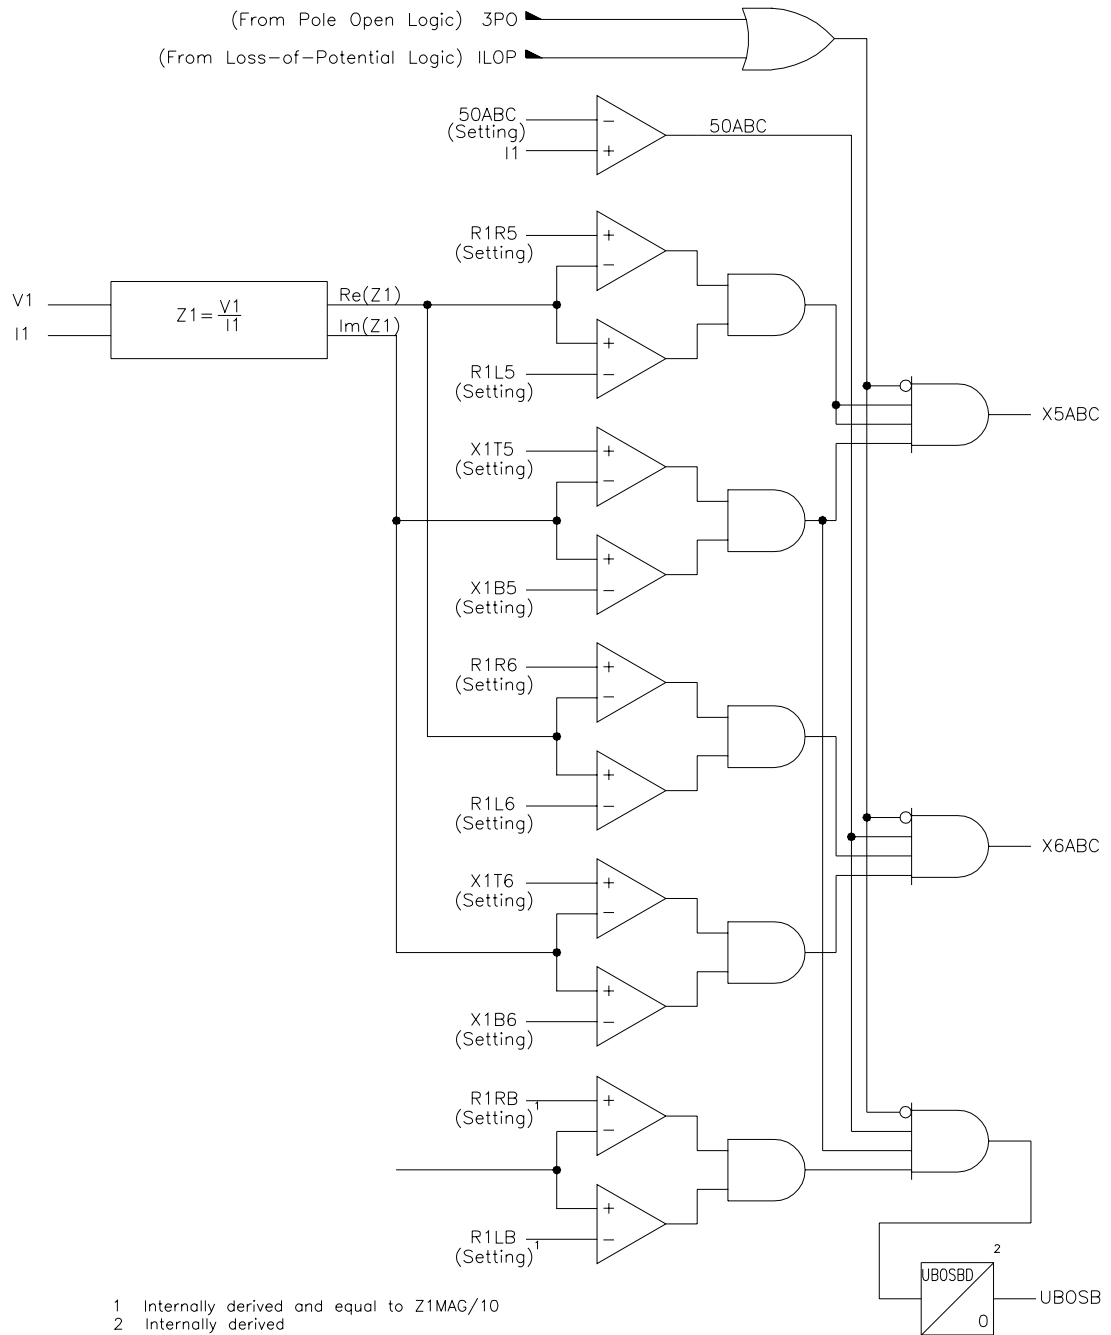 (From Pole Open Logic) 3PO
(From Loss-of-Potential Logic) ILOP
50ABC
(Setting)
I1
− 
+
50ABC
R1R5
(Setting)
+
−
V1
I1
Z1=V1/I1
Re(Z1)
Im(Z1)
+
−
R1L5
(Setting)
X5ABC
X1T5
(Setting)
+
−
+
−
X1B5
(Setting)
R1R6
(Setting)
+
−
+
−
R1L6
(Setting)
X6ABC
X1T6
(Setting)
+
−
+
−
X1B6
(Setting)
R1RB
(Setting) 1
+
−
+
−
R1LB
(Setting) 1
2
UBOSBD
0
UBOSB
1 Internally derived and equal to Z1MAG/10
2 Internally derived